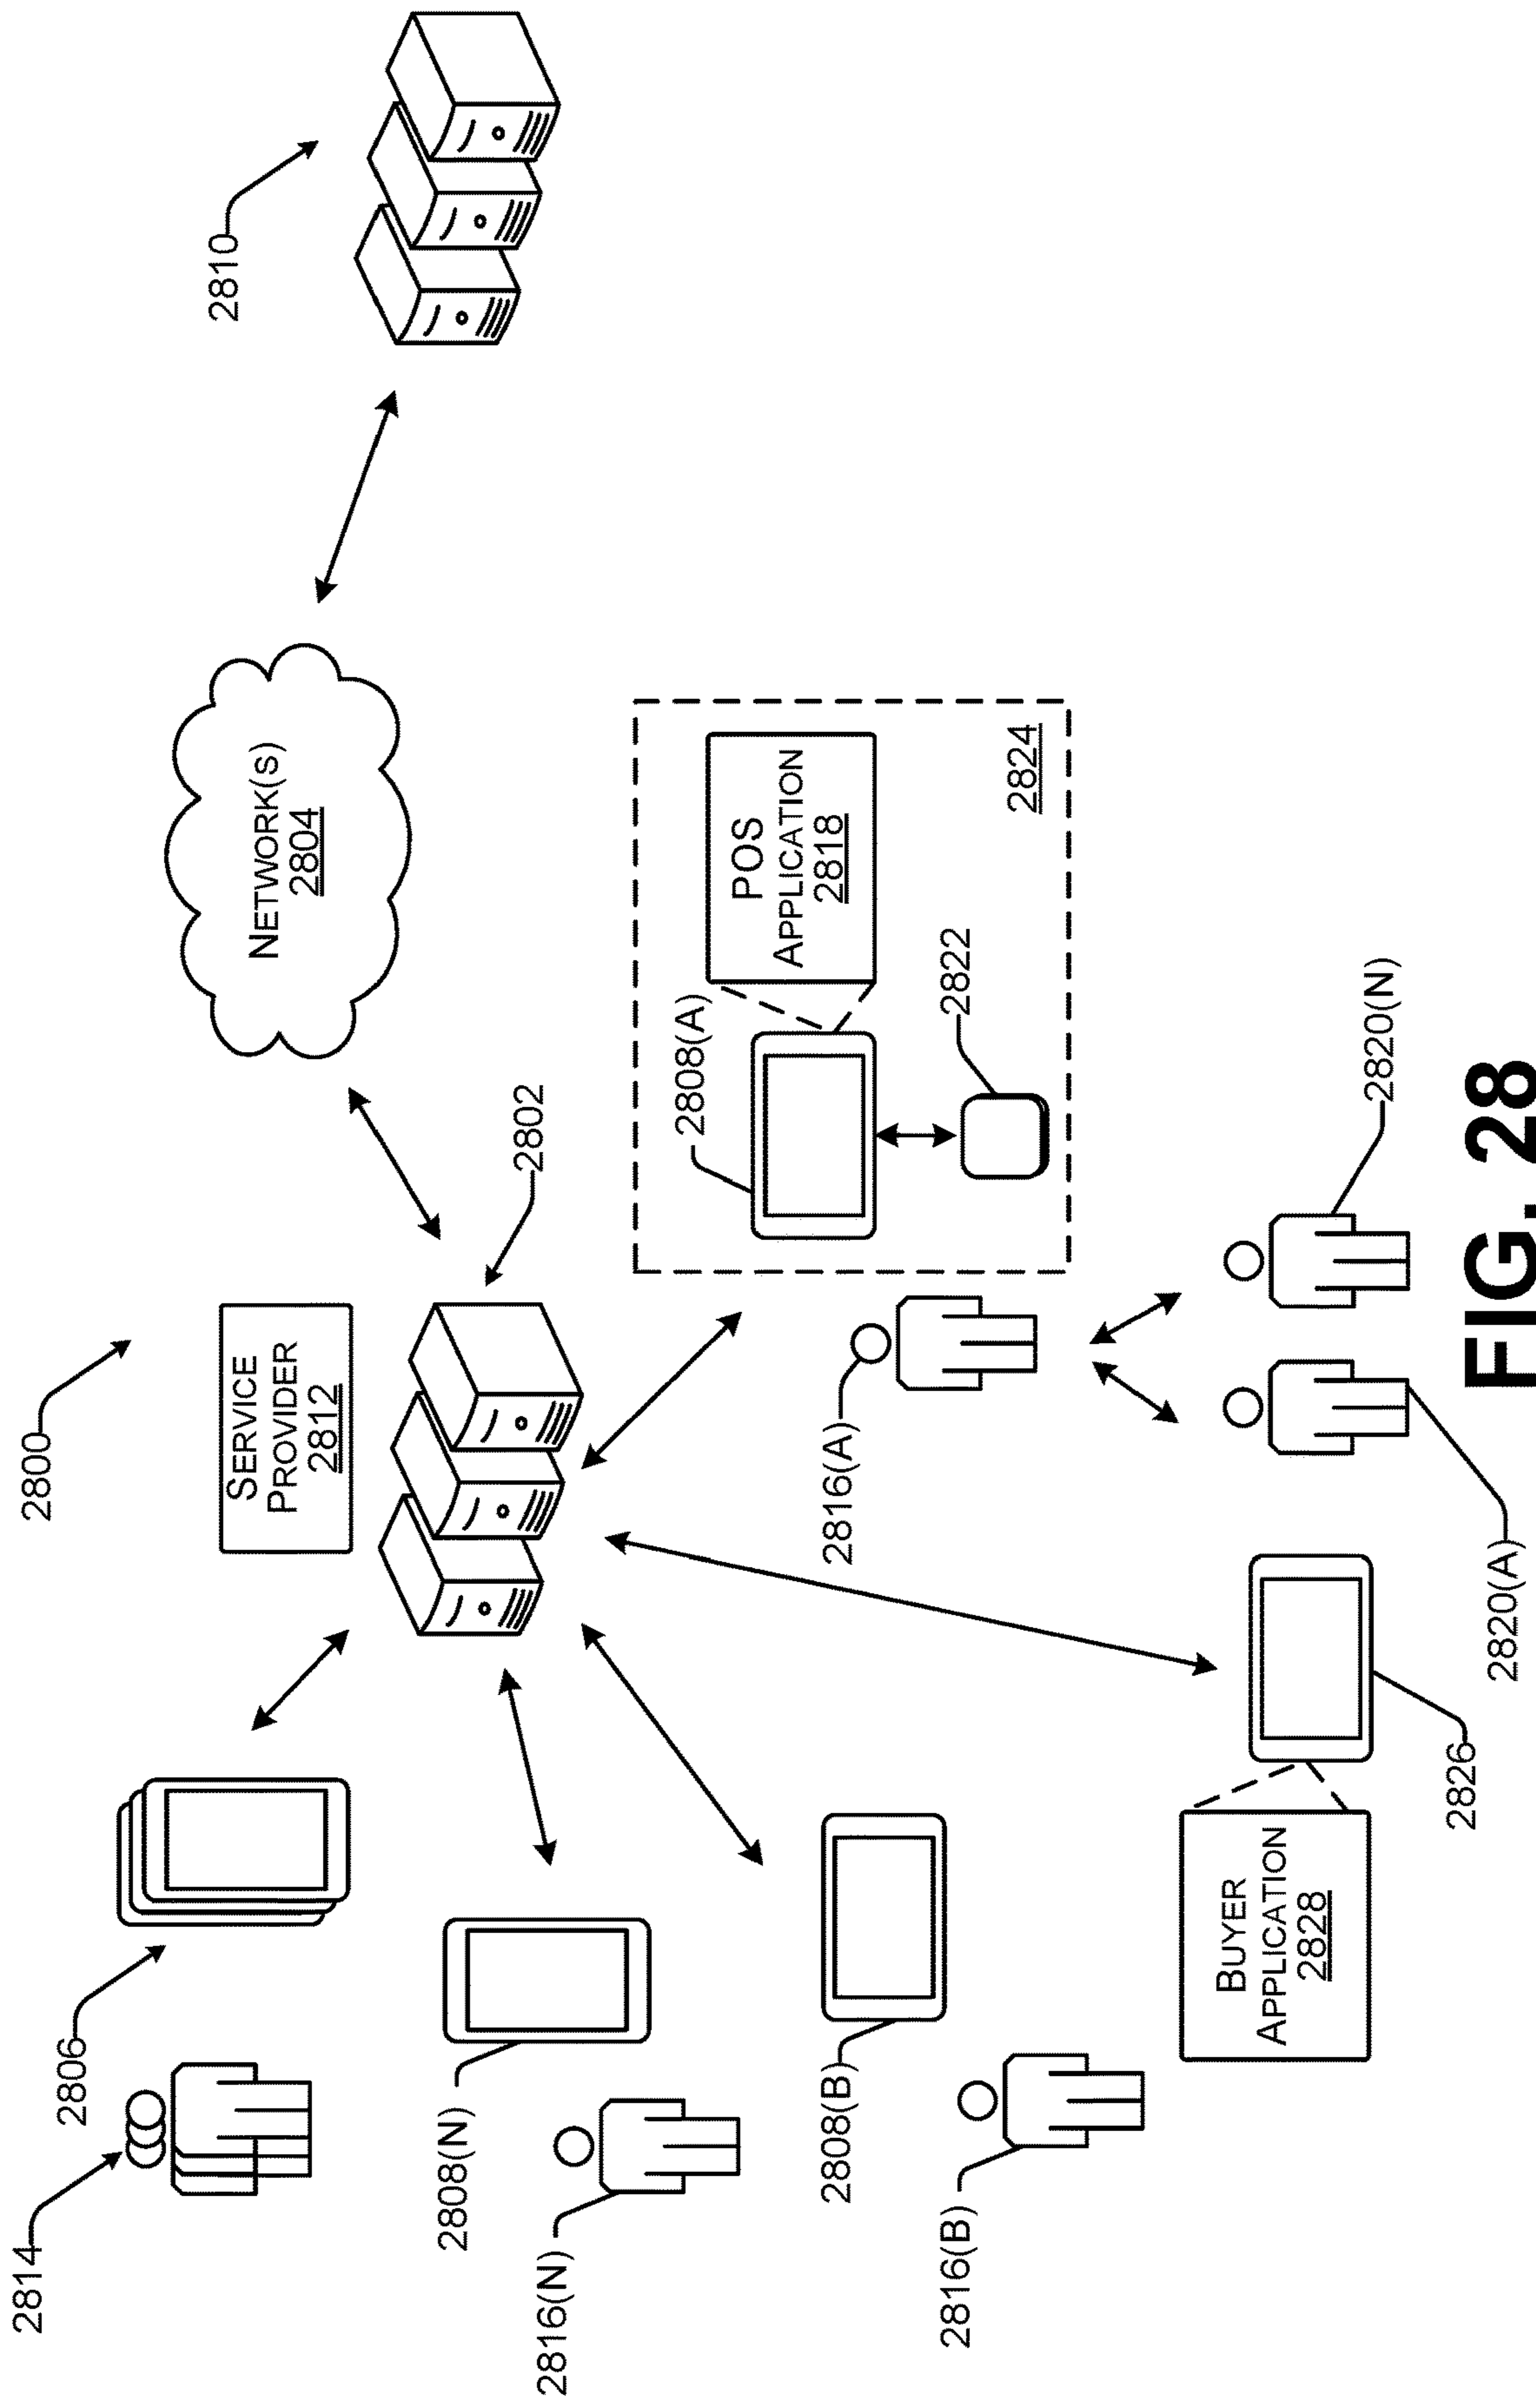 2800
2814
2806
SERVICE
PROVIDER
2812
NETWORK(S)
2804
2810
2802
2808(N)
2816(N)
2808(B)
2816(B)
2808(A)
POS
APPLICATION
2818
2822
2824
2816(A)
BUYER
APPLICATION
2828
2826
2820(A)
2820(N)
FIG. 28